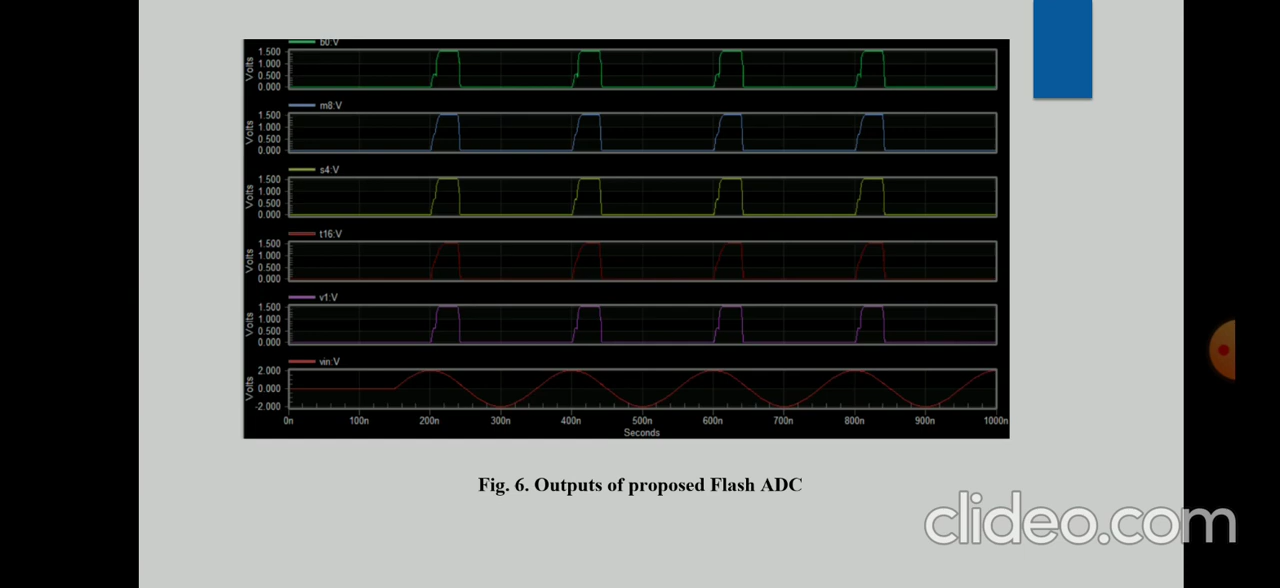 b0:V
1.500
1.000
0.500
0.000
Volts
m8:V
1.500
1.000
0.500
0.000
Volts
s4:V
1.500
1.000
0.500
0.000
Volts
t16:V
1.500
1.000
0.500
0.000
Volts
v1:V
1.500
1.000
0.500
0.000
Volts
vin:V
2.000
0.000
-2.000
Volts
0n 100n 200n 300n 400n 500n 600n 700n 800n 900n 1000n
Seconds
Fig. 6. Outputs of proposed Flash ADC
clideo.com